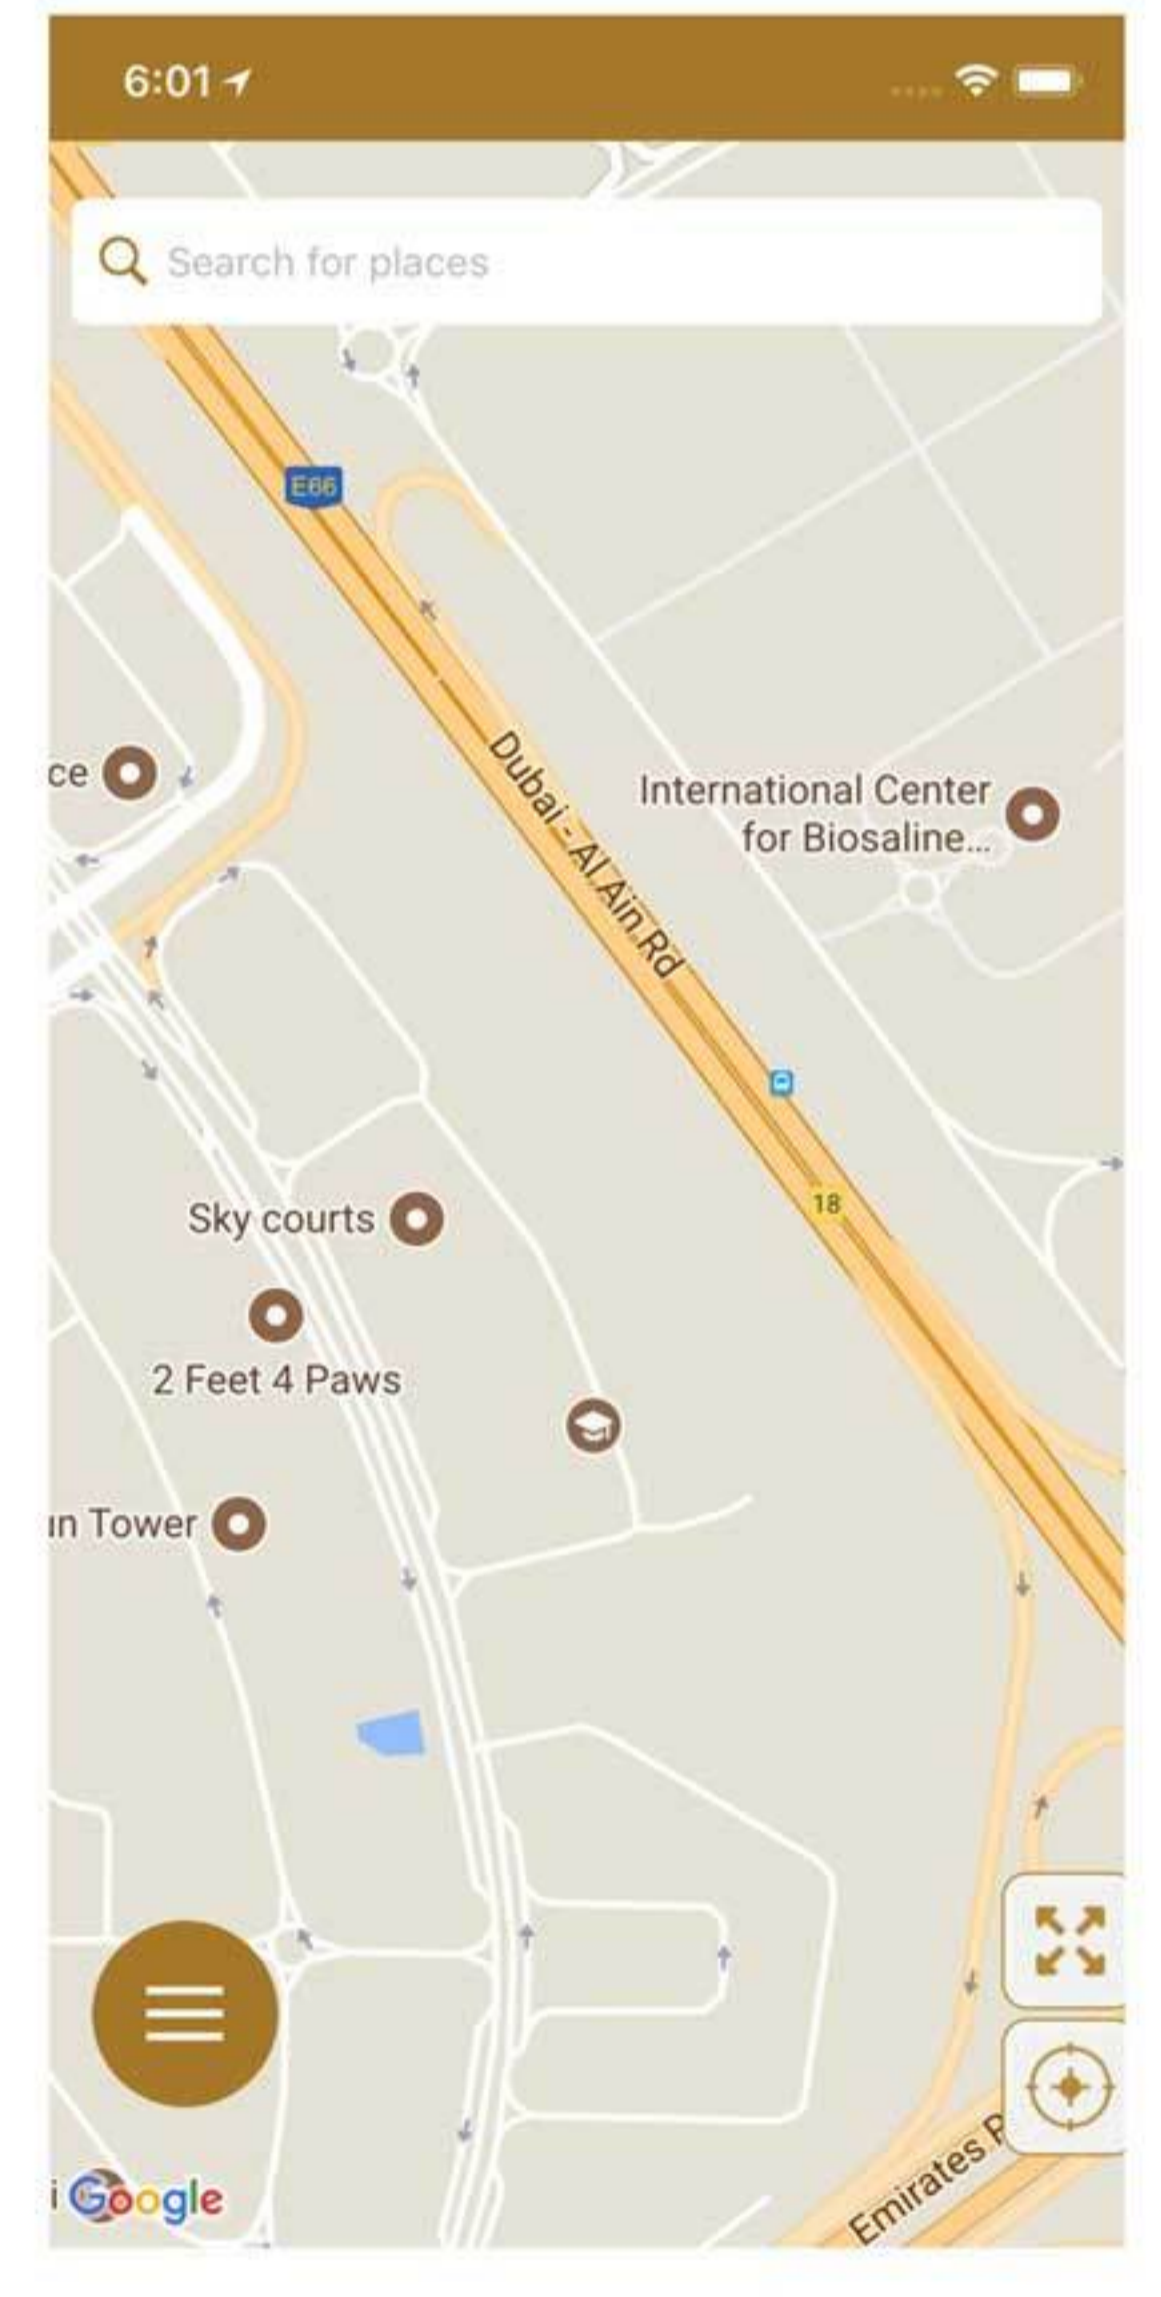 6:01
Search for places
E66
Dubai - Al Ain Rd
ce
International Center
for Biosaline...
18
Sky courts
2 Feet 4 Paws
un Tower
Emirates R
i Google